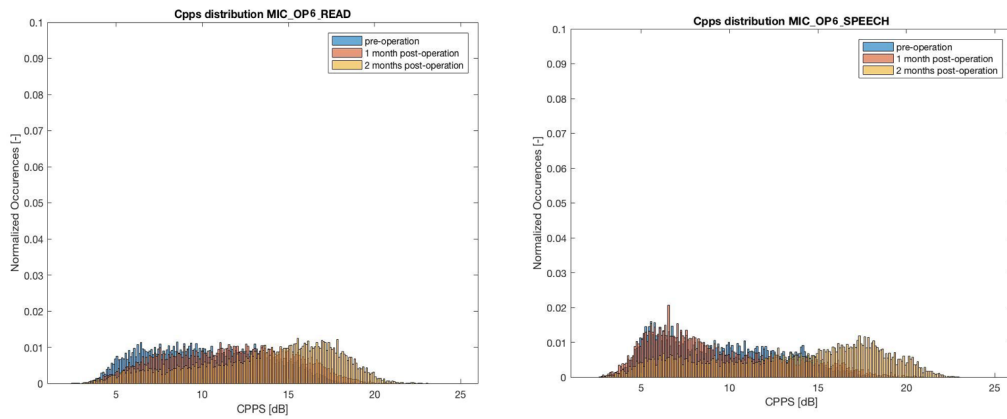 Cpps distribution MIC_OP6_READ
0.1
0.09
0.08
0.07
0.06
0.05
0.04
0.03
0.02
0.01
0
Normalized Occurences [-]
pre-operation
1 month post-operation
2 months post-operation
5 10 15 20 25
CPPS [dB]
Cpps distribution MIC_OP6_SPEECH
0.1
0.09
0.08
0.07
0.06
0.05
0.04
0.03
0.02
0.01
0
Normalized Occurences [-]
pre-operation
1 month post-operation
2 months post-operation
5 10 15 20 25
CPPS [dB]